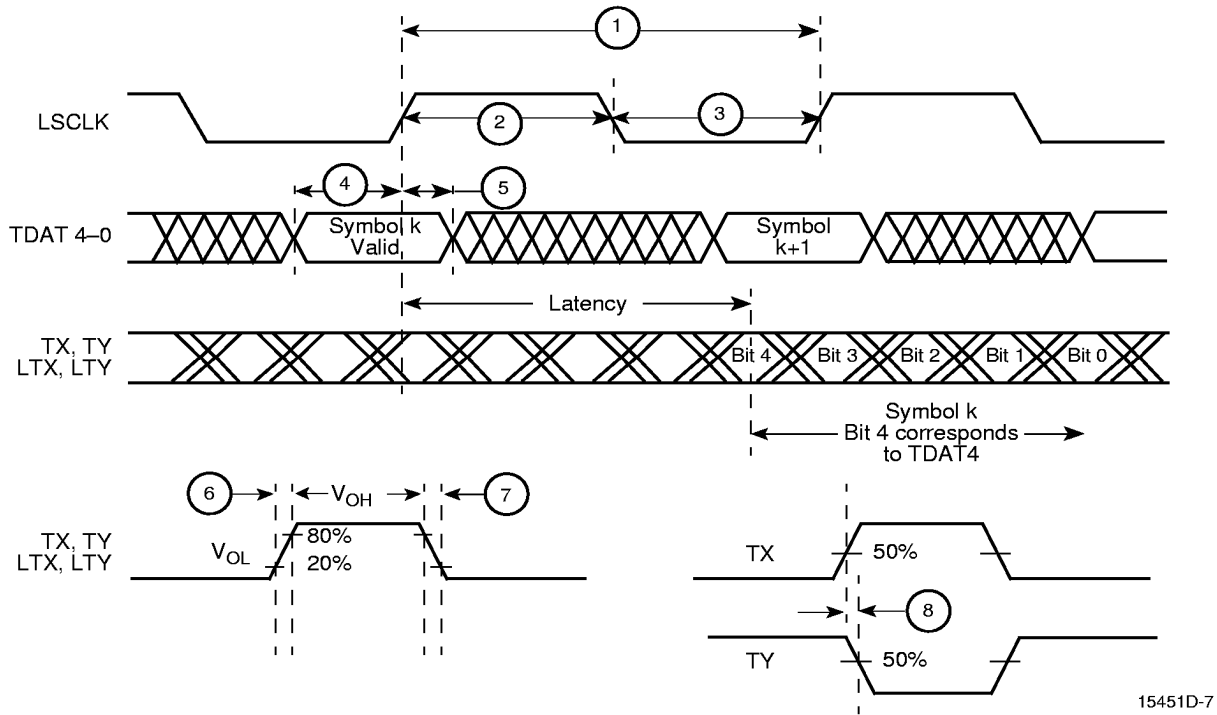 1
LSCLK
2
3
4
5
TDAT 4–0
Symbol k
Valid
Symbol
k+1
Latency
TX, TY
LTX, LTY
Bit 4
Bit 3
Bit 2
Bit 1
Bit 0
Symbol k
Bit 4 corresponds
to TDAT4
6
VOH
7
TX, TY
LTX, LTY
VOL
80%
20%
TX
50%
8
TY
50%
15451D-7